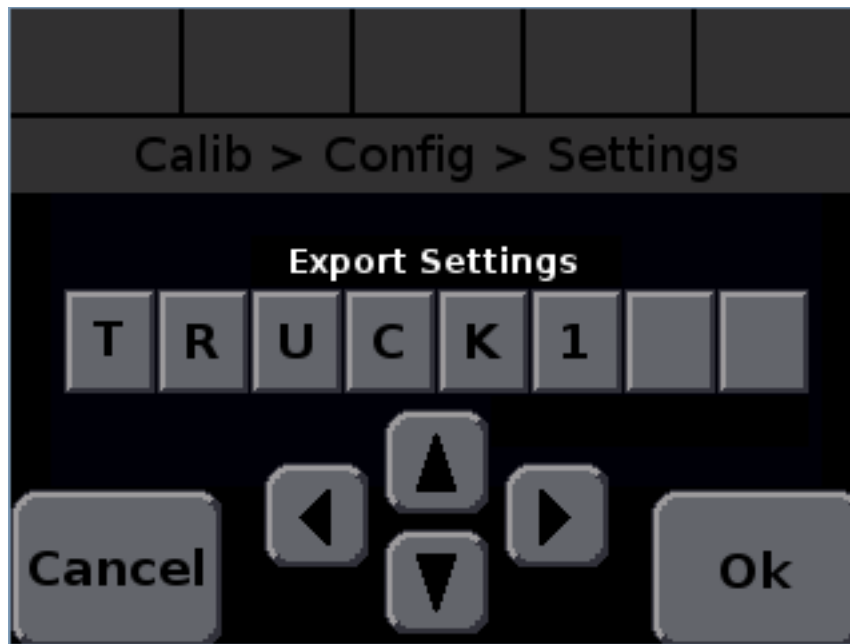 Calib > Config > Settings
Export Settings
T R U C K 1
Cancel
Ok